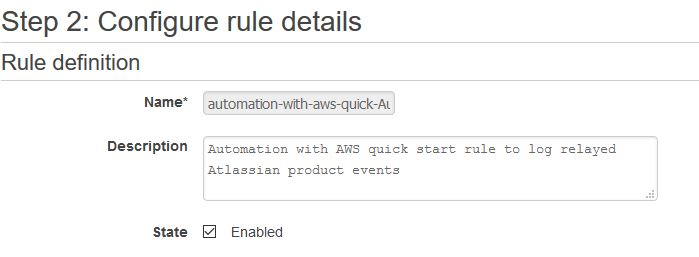 Step 2: Configure rule details
Rule definition
Name* automation-with-aws-quick-Au
Description Automation with AWS quick start rule to log relayed
Atlassian product events
State Enabled